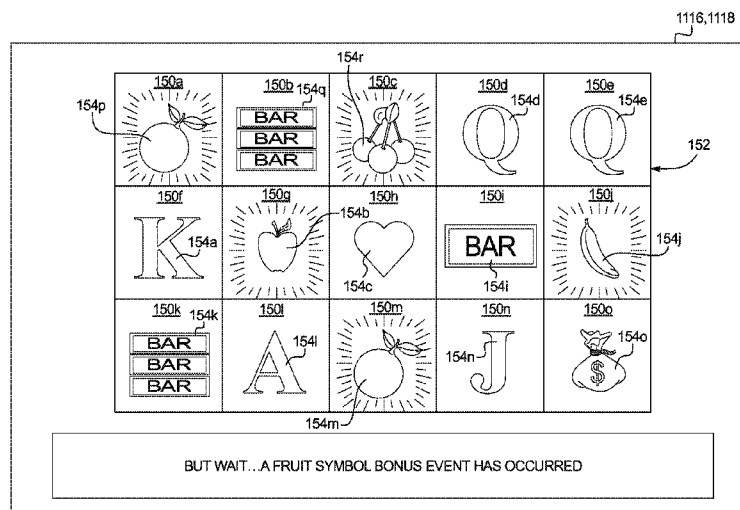 1116,1118
154r
150a 150b 154q 150c 150d 150e
154p BAR BAR BAR Q 154d Q 154e
152
150f 150g 150h 150i 150j
K 154a 154b 154c BAR 154i 154j
150k 154k 150l 150m 150n 150o
BAR BAR BAR A 154l 154n J $ 154o
154m
BUT WAIT...A FRUIT SYMBOL BONUS EVENT HAS OCCURRED